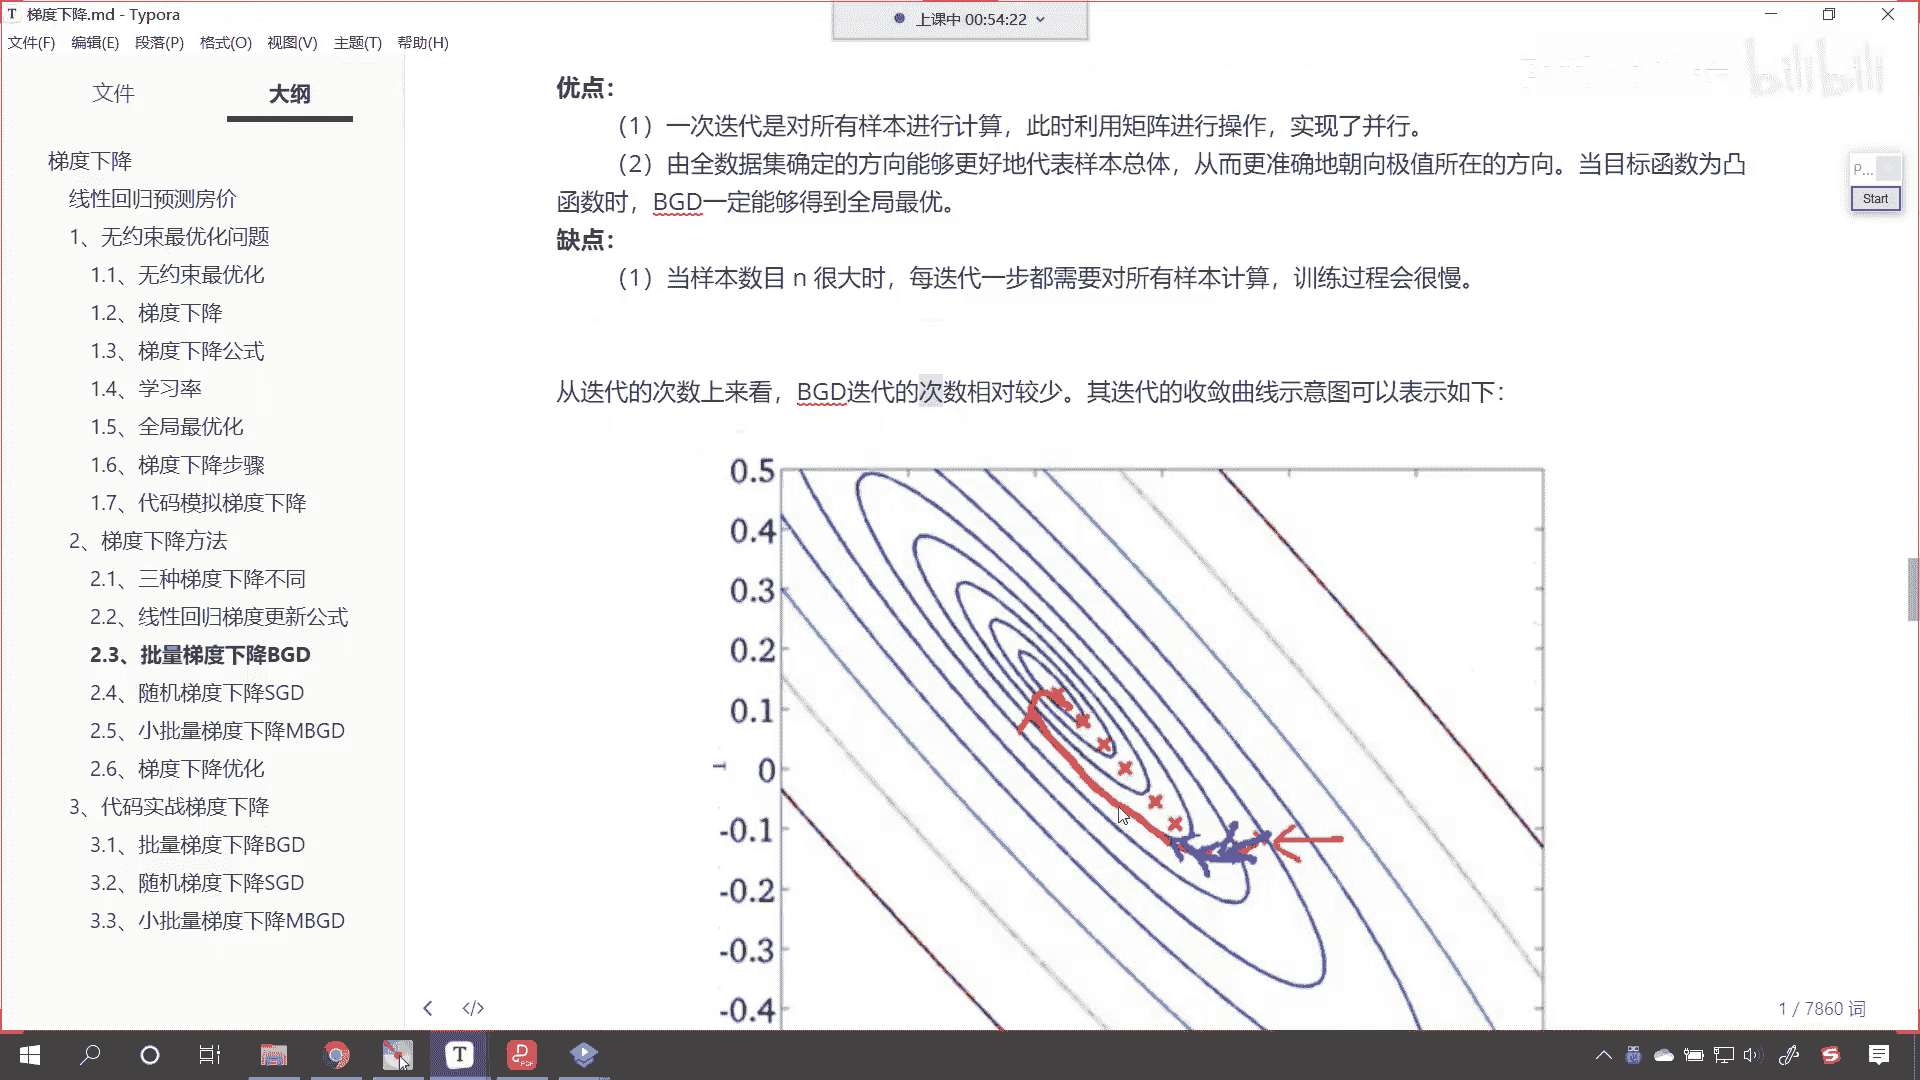 梯度下降.md - Typora
上课中 00:54:22
文件(F) 编辑(E) 段落(P) 格式(O) 视图(V) 主题(T) 帮助(H)
bilibili
文件 大纲
梯度下降
线性回归预测房价
1、无约束最优化问题
1.1、无约束最优化
1.2、梯度下降
1.3、梯度下降公式
1.4、学习率
1.5、全局最优化
1.6、梯度下降步骤
1.7、代码模拟梯度下降
2、梯度下降方法
2.1、三种梯度下降不同
2.2、线性回归梯度更新公式
2.3、批量梯度下降BGD
2.4、随机梯度下降SGD
2.5、小批量梯度下降MBGD
2.6、梯度下降优化
3、代码实战梯度下降
3.1、批量梯度下降BGD
3.2、随机梯度下降SGD
3.3、小批量梯度下降MBGD
优点：
（1）一次迭代是对所有样本进行计算，此时利用矩阵进行操作，实现了并行。
（2）由全数据集确定的方向能够更好地代表样本总体，从而更准确地朝向极值所在的方向。当目标函数为凸
函数时，BGD一定能够得到全局最优。
缺点：
（1）当样本数目 n 很大时，每迭代一步都需要对所有样本计算，训练过程会很慢。
从迭代的次数上来看，BGD迭代的次数相对较少。其迭代的收敛曲线示意图可以表示如下：
0.5
0.4
0.3
0.2
0.1
0
-0.1
-0.2
-0.3
-0.4
P...
Start
</> 
1 / 7860 词